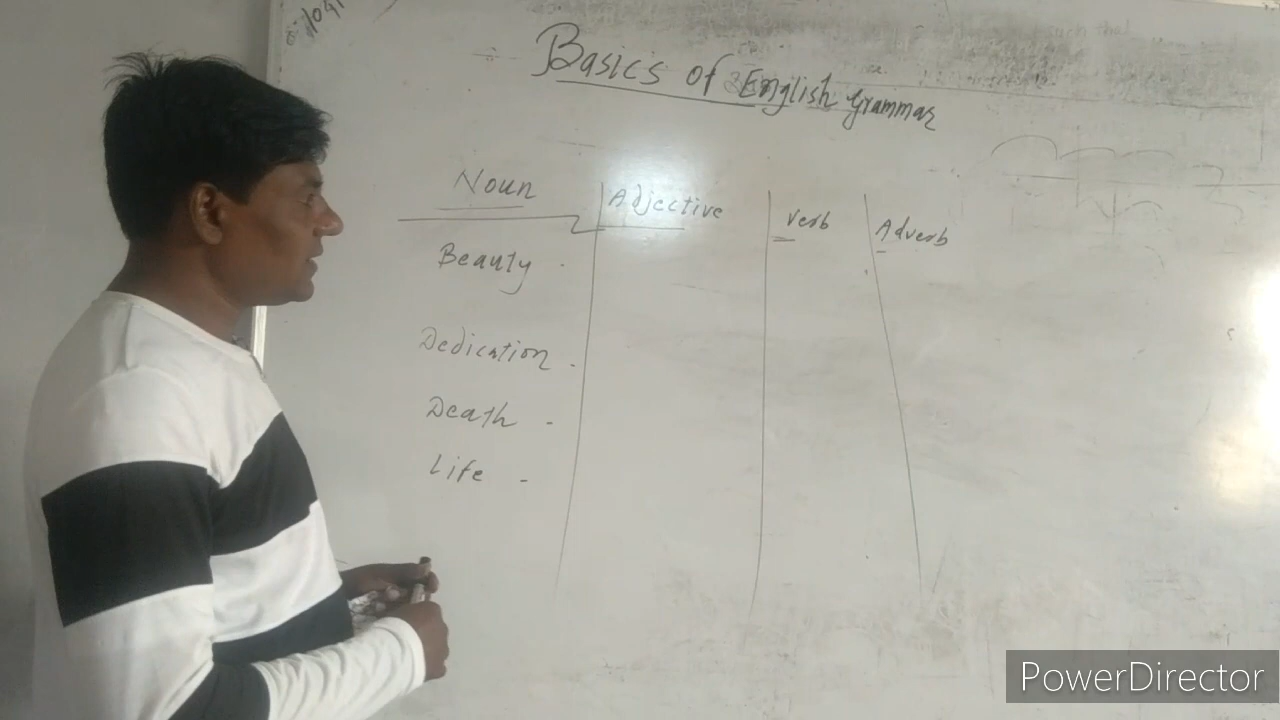 Basics of English Grammar
Noun Adjective Verb Adverb
Beauty -
Dedication -
Death -
Life -
PowerDirector